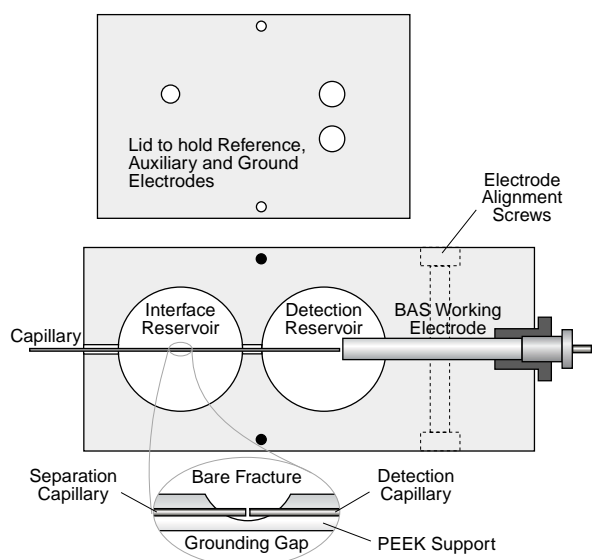 Lid to hold Reference,
Auxiliary and Ground
Electrodes
Electrode
Alignment
Screws
Interface
Reservoir
Detection
Reservoir
BAS Working
Electrode
Capillary
Separation
Capillary
Bare Fracture
Detection
Capillary
Grounding Gap
PEEK Support